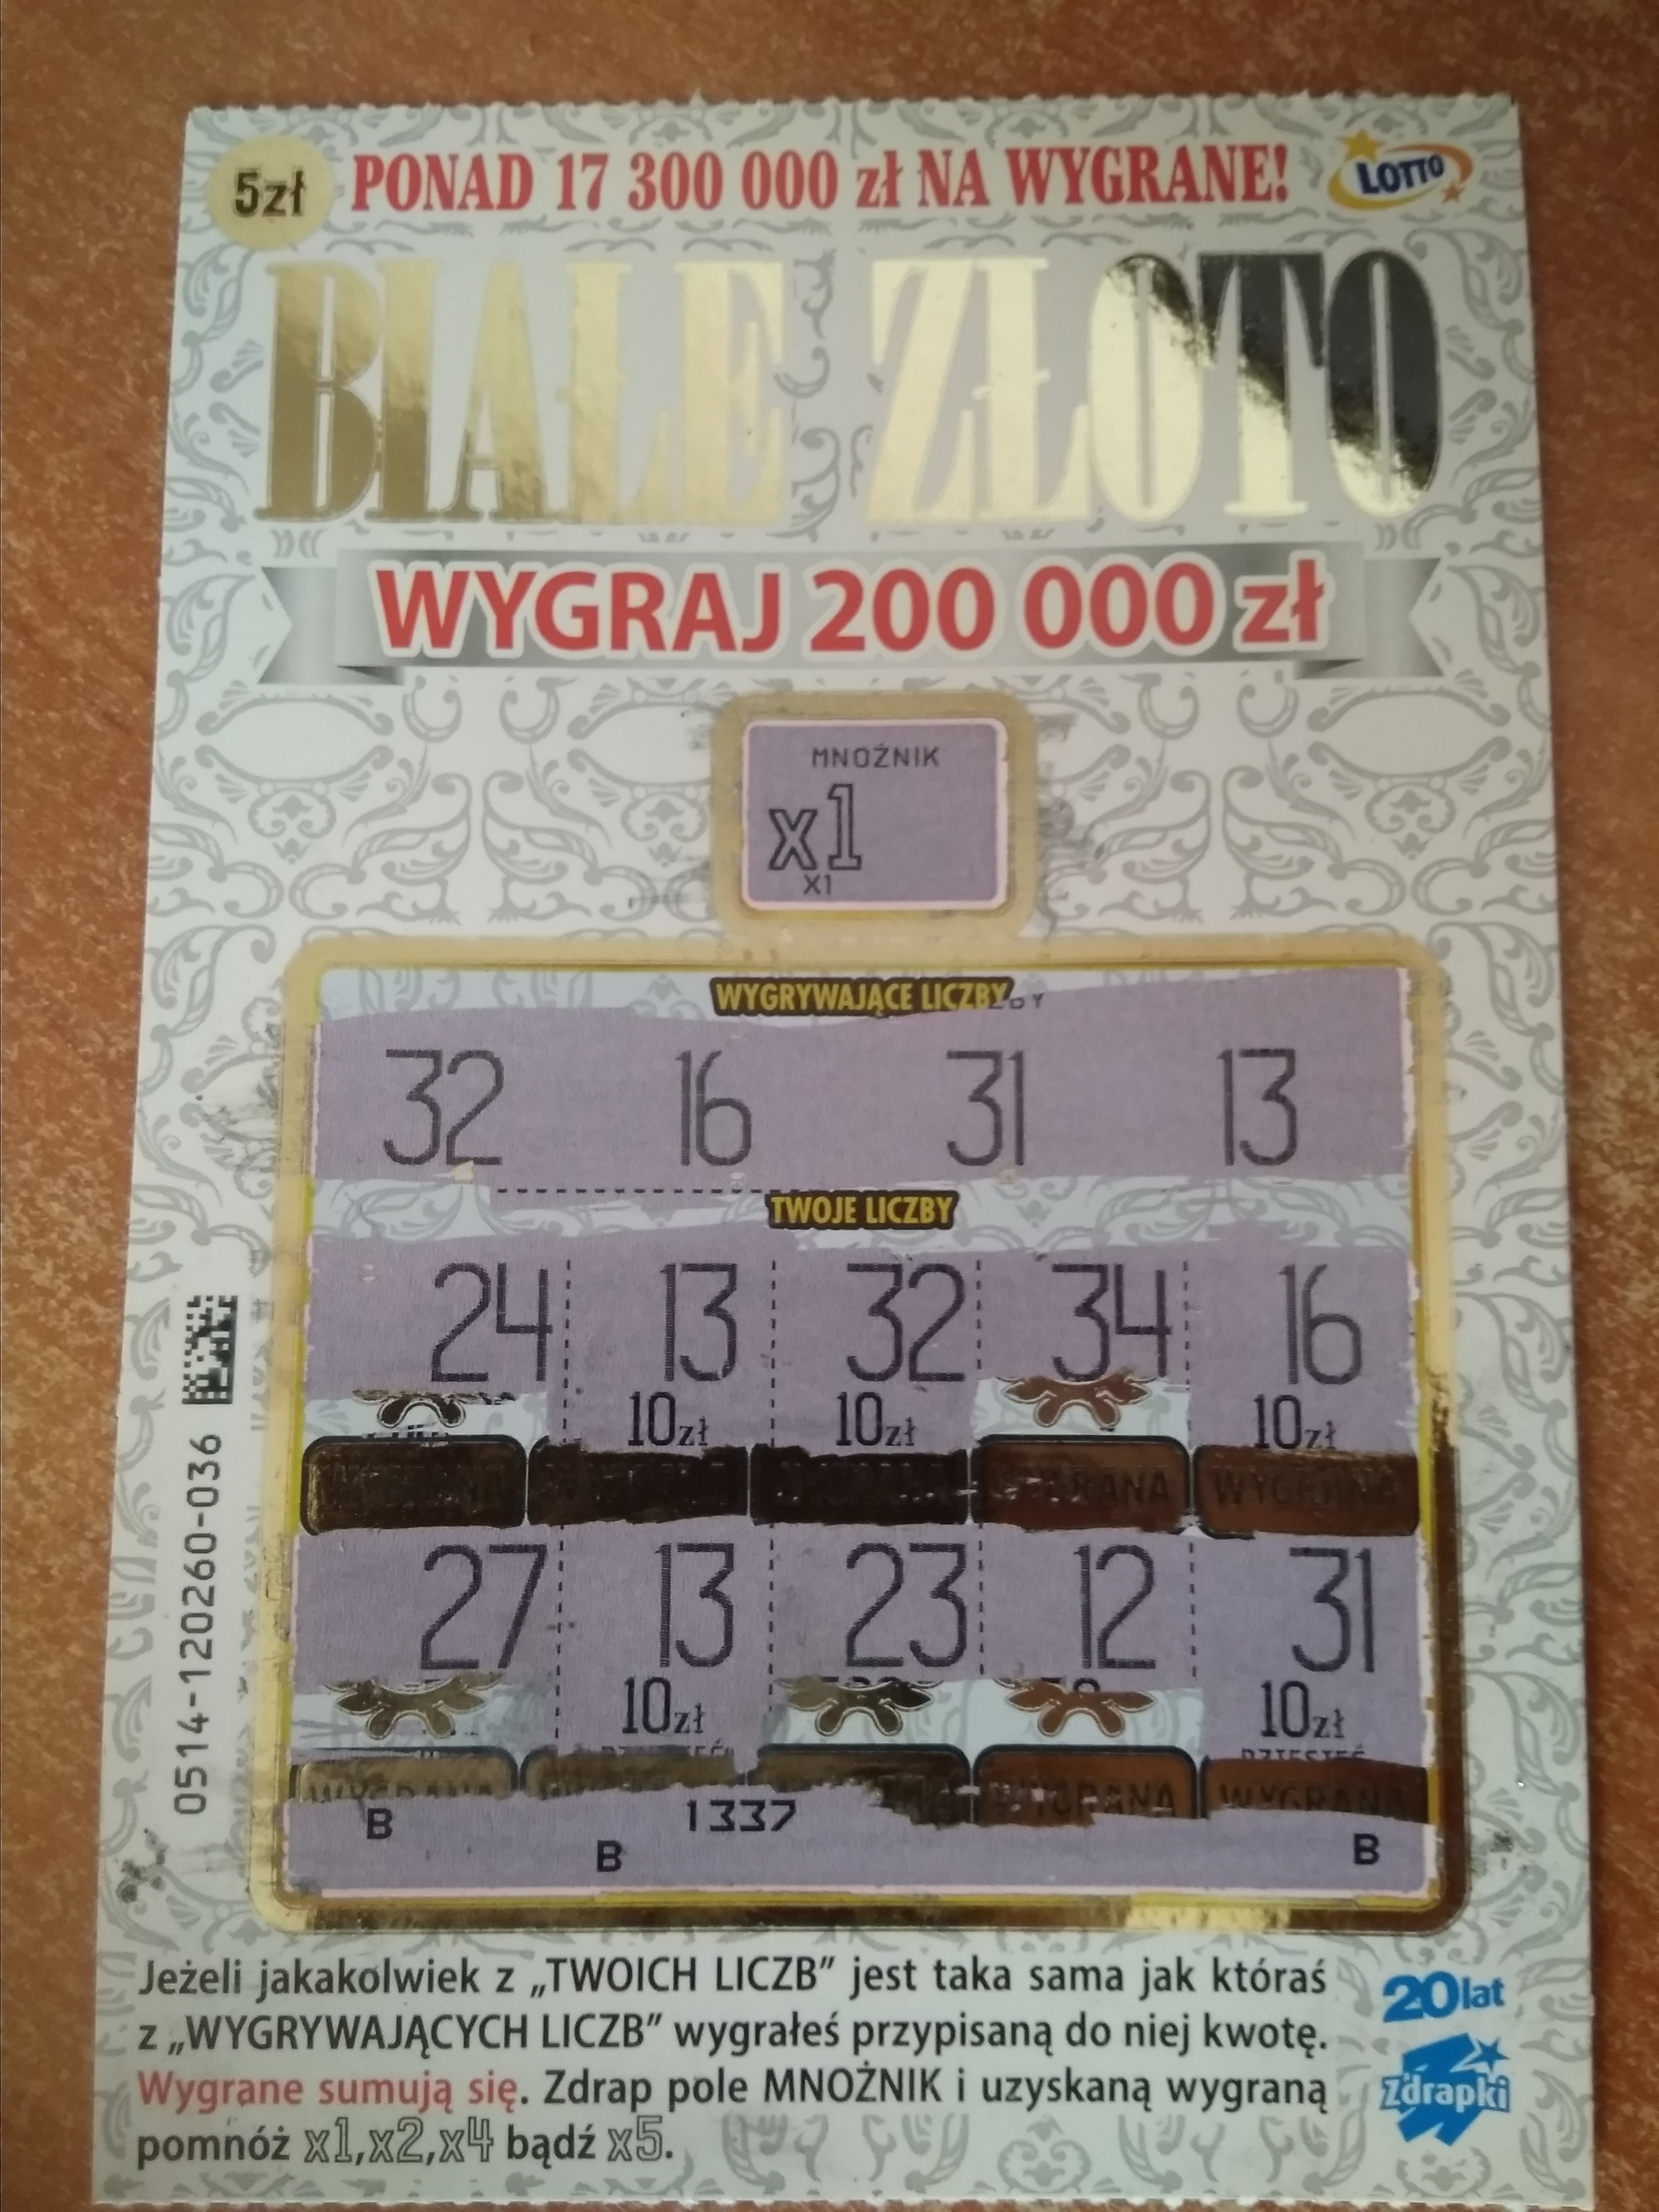 5zł PONAD 17 300 000 zł NA WYGRANE! LOTTO
BIAŁE ZŁOTO
WYGRAJ 200 000 zł
MNOŻNIK
x1
X1
WYGRYWAJĄCE LICZBY
32 16 31 13
TWOJE LICZBY
24 13 32 34 16
10zł 10zł 10zł
WYGRANA WYGRANA
27 13 23 12 31
10zł 10zł
WYGRANA WYGRANA WYGRANA
B 1337
B B
0514-120260-036
Jeżeli jakakolwiek z „TWOICH LICZB” jest taka sama jak któraś
z „WYGRYWAJĄCYCH LICZB” wygrałeś przypisaną do niej kwotę.
Wygrane sumują się. Zdrap pole MNOŻNIK i uzyskaną wygraną
pomnóż x1,x2,x4 bądź x5.
20lat
Zdrapki